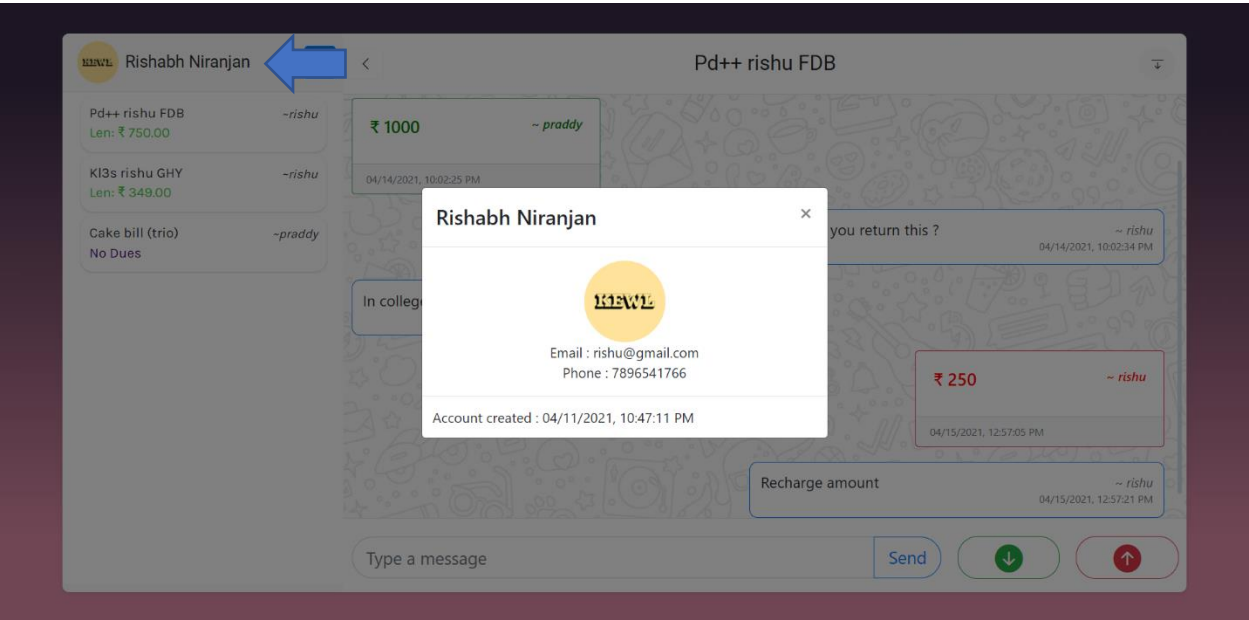 KEWL Rishabh Niranjan
Pd++ rishu FDB
~rishu
Len: ₹ 750.00
Kl3s rishu GHY
~rishu
Len: ₹ 349.00
Cake bill (trio)
~praddy
No Dues
Pd++ rishu FDB
₹ 1000
~ praddy
04/14/2021, 10:02:25 PM
you return this ?
~ rishu
04/14/2021, 10:02:34 PM
In colleg
Rishabh Niranjan
×
KEWL
Email : rishu@gmail.com
Phone : 7896541766
Account created : 04/11/2021, 10:47:11 PM
₹ 250
~ rishu
04/15/2021, 12:57:05 PM
Recharge amount
~ rishu
04/15/2021, 12:57:21 PM
Type a message
Send